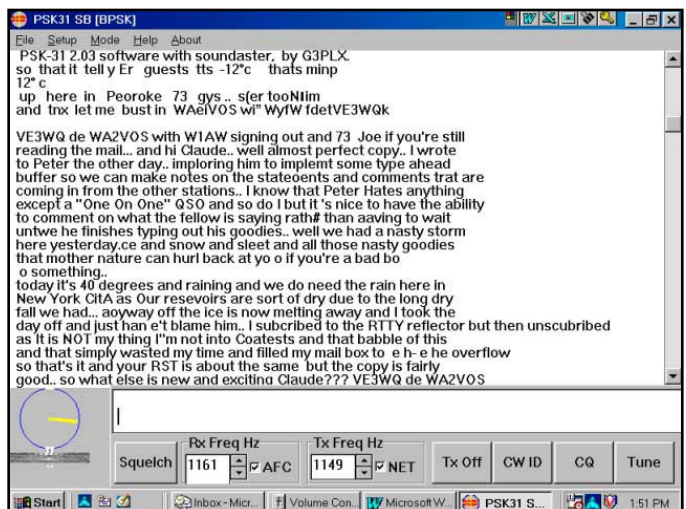 PSK31 SB [BPSK]
File Setup Mode Help About
PSK-31 2.03 software with soundaster, by G3PLX.
so that it tell y Er guests tts -12°c thats minp
12° c
up here in Peoroke 73 gys.. s(er tooNIim
and tnx let me bust in WAeiVOS wi" WyfW fdetVE3WQk
VE3WQ de WA2VOS with W1AW signing out and 73 Joe if you're still
reading the mail... and hi Claude.. well almost perfect copy.. I wrote
to Peter the other day.. imploring him to implemt some type ahead
buffer so we can make notes on the stateoents and comments trat are
coming in from the other stations.. I know that Peter Hates anything
except a "One On One" QSO and so do I but it 's nice to have the ability
to comment on what the fellow is saying rath# than aaving to wait
untwe he finishes typing out his goodies.. well we had a nasty storm
here yesterday.ce and snow and sleet and all those nasty goodies
that mother nature can hurl back at yo o if you're a bad bo
o something..
today it's 40 degrees and raining and we do need the rain here in
New York CitA as Our resevoirs are sort of dry due to the long dry
fall we had... aoyway off the ice is now melting away and I took the
day off and just han e't blame him.. I subcribed to the RTTY reflector but then unscubribed
as It is NOT my thing I"m not into Coatests and that babble of this
and that simply wasted my time and filled my mail box to e h- e he overflow
so that's it and your RST is about the same but the copy is fairly
good.. so what else is new and exciting Claude??? VE3WQ de WA2VOS
Rx Freq Hz Tx Freq Hz
Squelch 1161 AFC 1149 NET Tx Off CW ID CQ Tune
Start Inbox - Micr... Volume Con... Microsoft W... PSK31 S... 1:51 PM